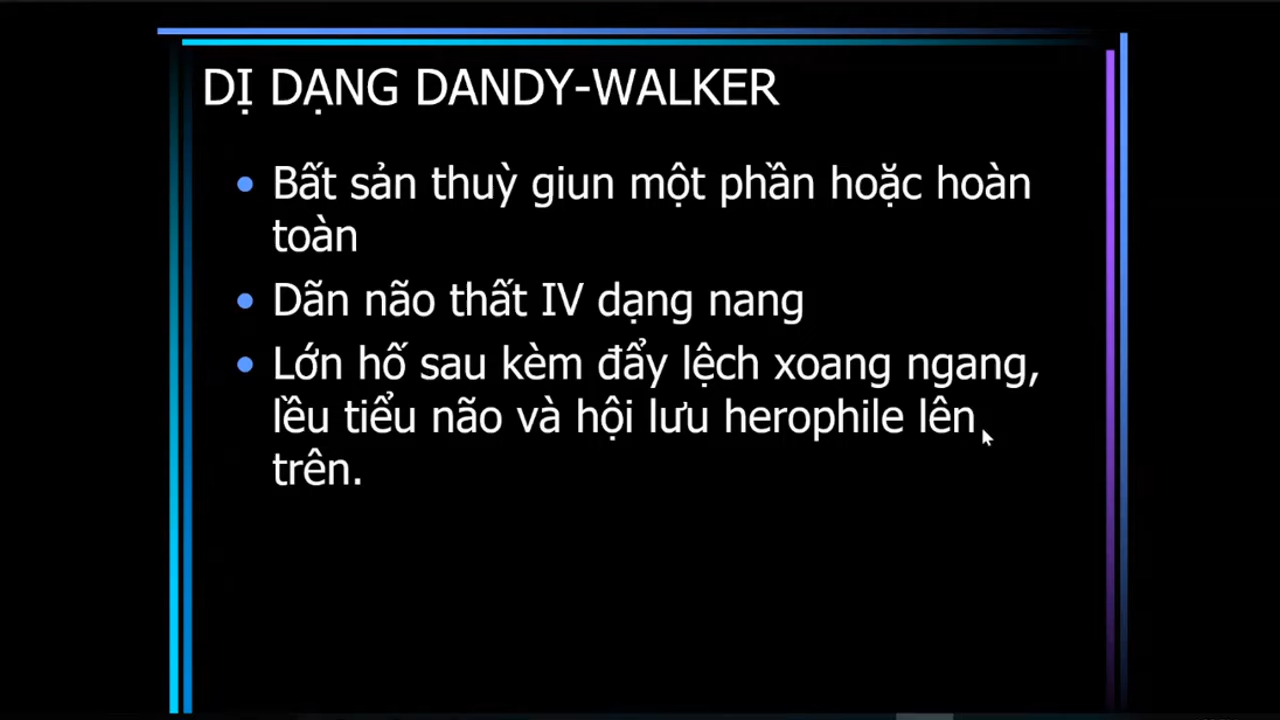 DỊ DẠNG DANDY-WALKER
• Bất sản thuỳ giun một phần hoặc hoàn
toàn
• Dãn não thất IV dạng nang
• Lớn hố sau kèm đẩy lệch xoang ngang,
lều tiểu não và hội lưu herophile lên
trên.